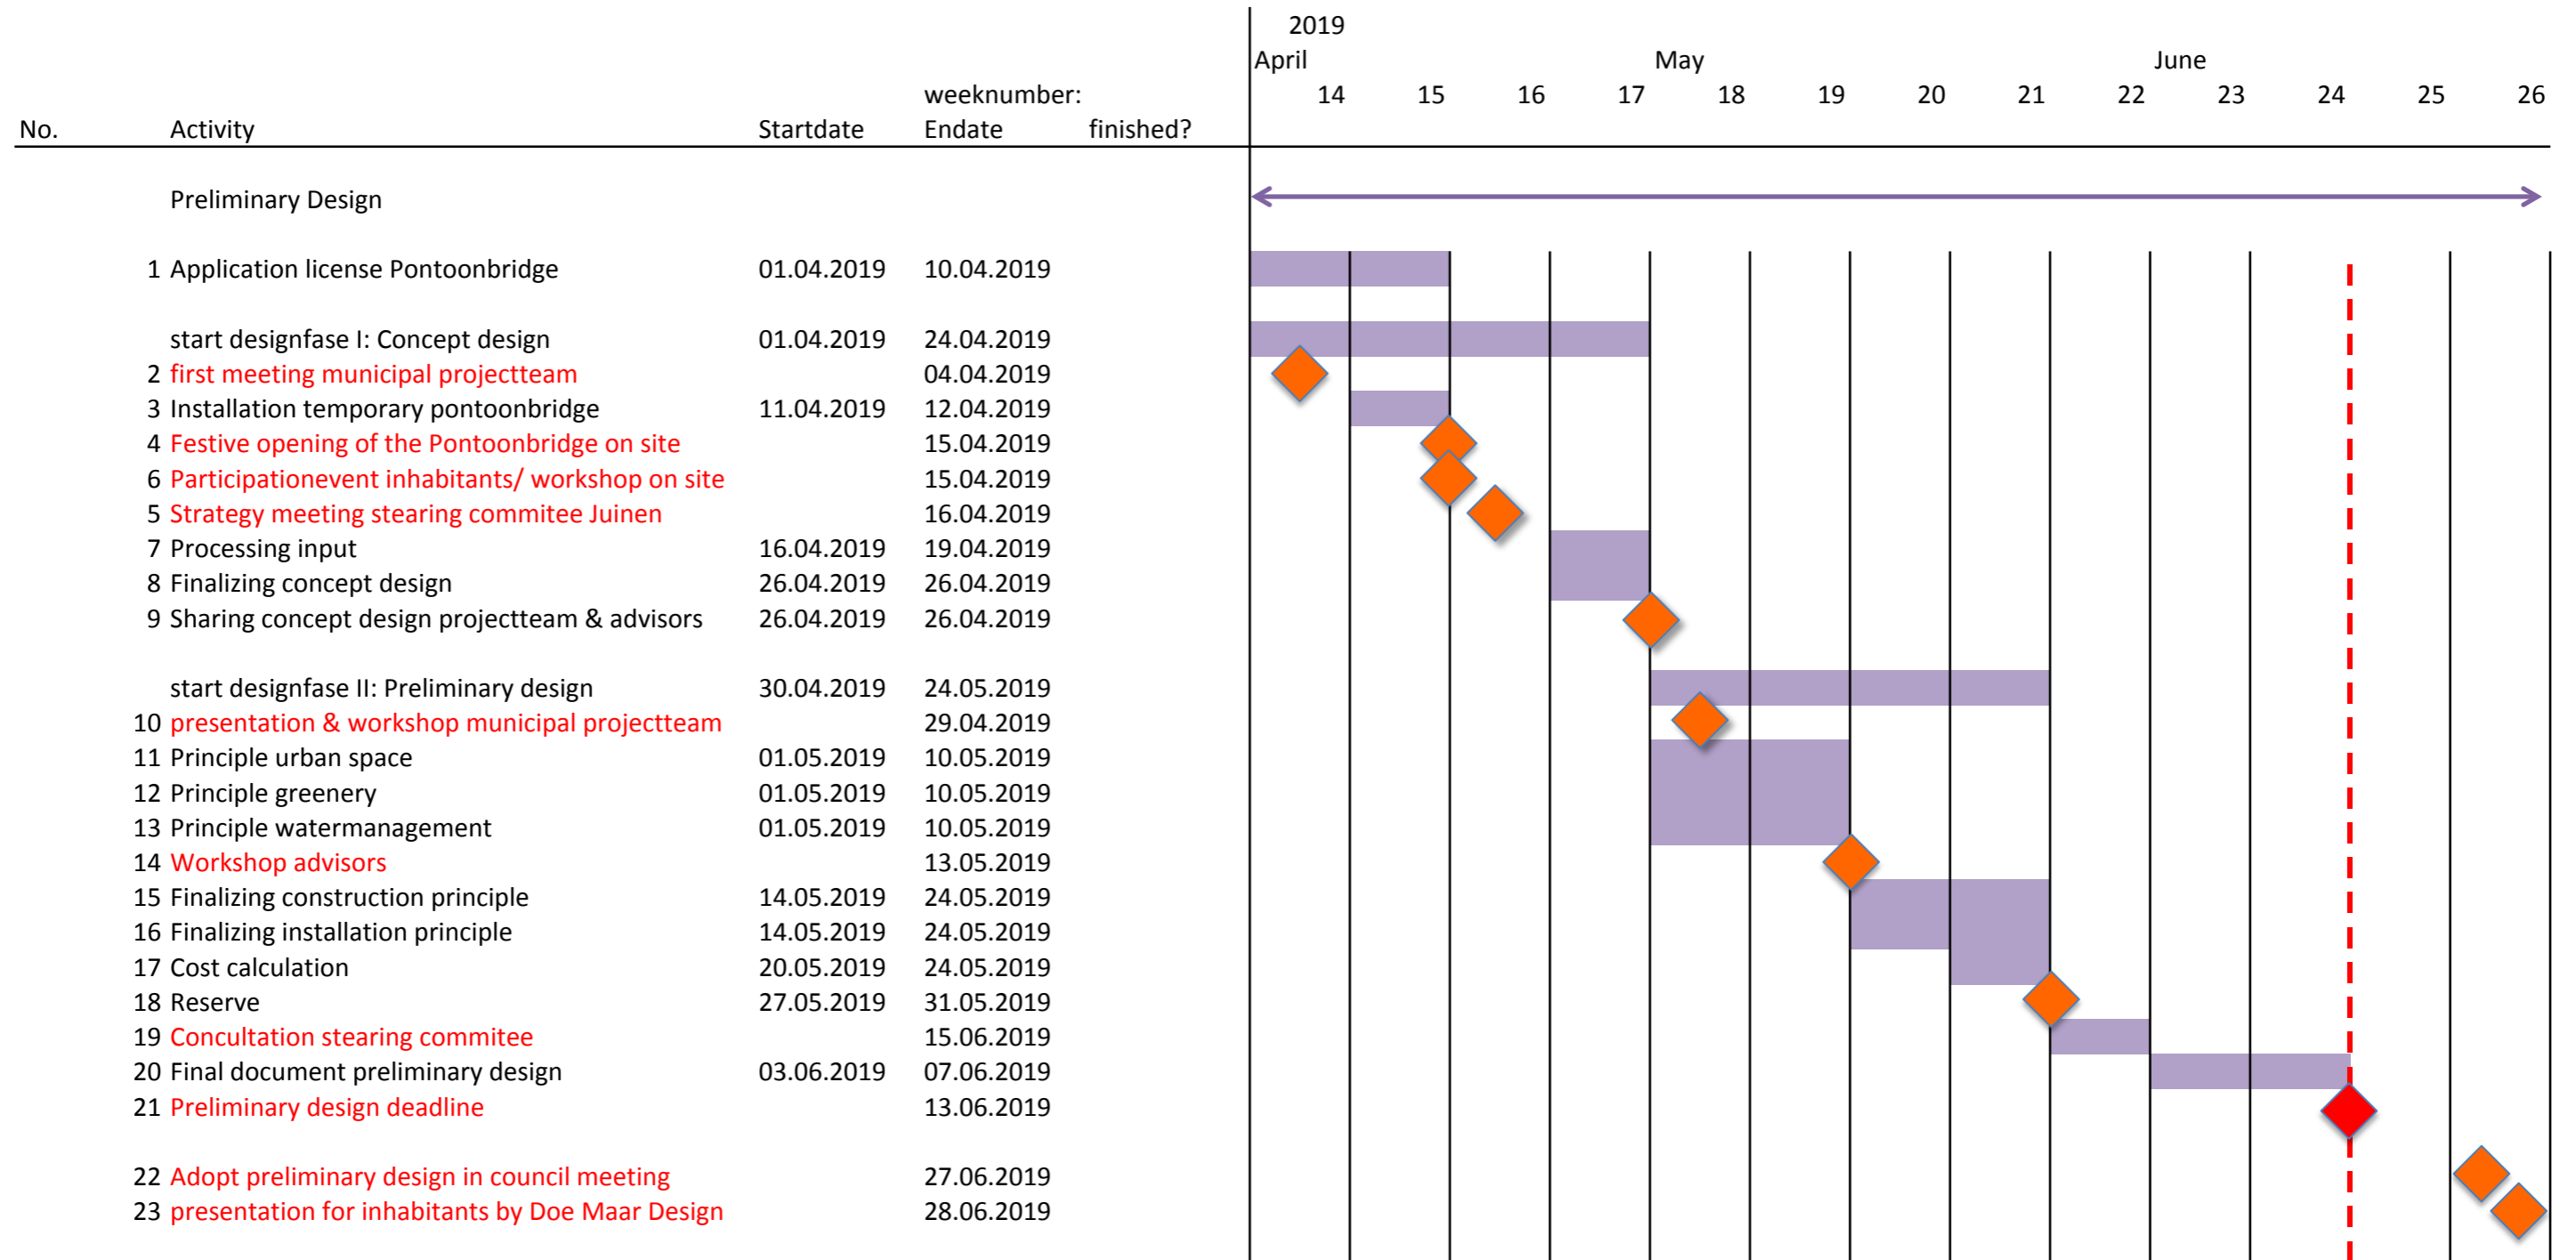 2019
April May June
weeknumber: 14 15 16 17 18 19 20 21 22 23 24 25 26
No. Activity Startdate Endate finished?
Preliminary Design
1 Application license Pontoonbridge 01.04.2019 10.04.2019
start designfase I: Concept design 01.04.2019 24.04.2019
2 first meeting municipal projectteam 04.04.2019
3 Installation temporary pontoonbridge 11.04.2019 12.04.2019
4 Festive opening of the Pontoonbridge on site 15.04.2019
6 Participationevent inhabitants/ workshop on site 15.04.2019
5 Strategy meeting stearing commitee Juinen 16.04.2019
7 Processing input 16.04.2019 19.04.2019
8 Finalizing concept design 26.04.2019 26.04.2019
9 Sharing concept design projectteam & advisors 26.04.2019 26.04.2019
start designfase II: Preliminary design 30.04.2019 24.05.2019
10 presentation & workshop municipal projectteam 29.04.2019
11 Principle urban space 01.05.2019 10.05.2019
12 Principle greenery 01.05.2019 10.05.2019
13 Principle watermanagement 01.05.2019 10.05.2019
14 Workshop advisors 13.05.2019
15 Finalizing construction principle 14.05.2019 24.05.2019
16 Finalizing installation principle 14.05.2019 24.05.2019
17 Cost calculation 20.05.2019 24.05.2019
18 Reserve 27.05.2019 31.05.2019
19 Concultation stearing commitee 15.06.2019
20 Final document preliminary design 03.06.2019 07.06.2019
21 Preliminary design deadline 13.06.2019
22 Adopt preliminary design in council meeting 27.06.2019
23 presentation for inhabitants by Doe Maar Design 28.06.2019